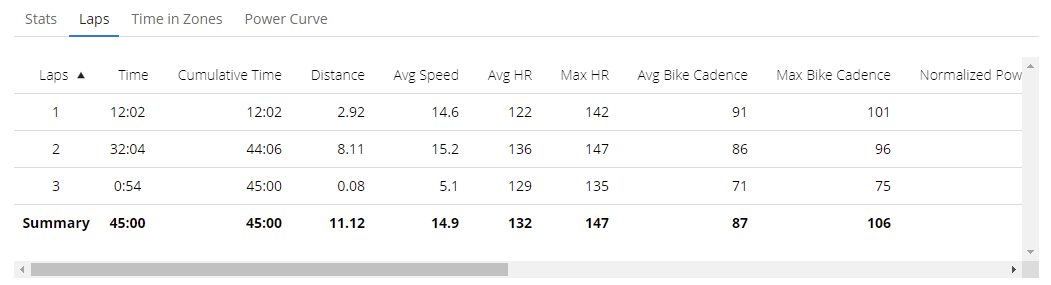 Stats Laps Time in Zones Power Curve
Laps ▲ Time Cumulative Time Distance Avg Speed Avg HR Max HR Avg Bike Cadence Max Bike Cadence Normalized Pow
1 12:02 12:02 2.92 14.6 122 142 91 101
2 32:04 44:06 8.11 15.2 136 147 86 96
3 0:54 45:00 0.08 5.1 129 135 71 75
Summary 45:00 45:00 11.12 14.9 132 147 87 106